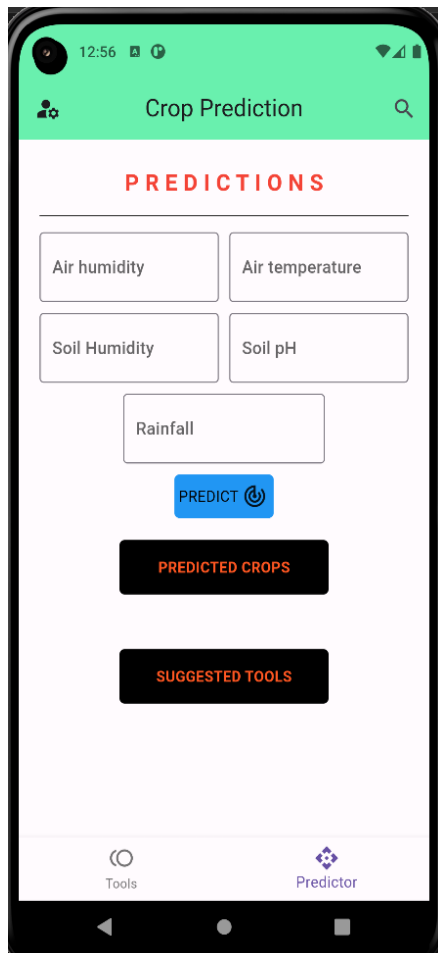 12:56
Crop Prediction
PREDICTIONS
Air humidity
Air temperature
Soil Humidity
Soil pH
Rainfall
PREDICT
PREDICTED CROPS
SUGGESTED TOOLS
Tools
Predictor